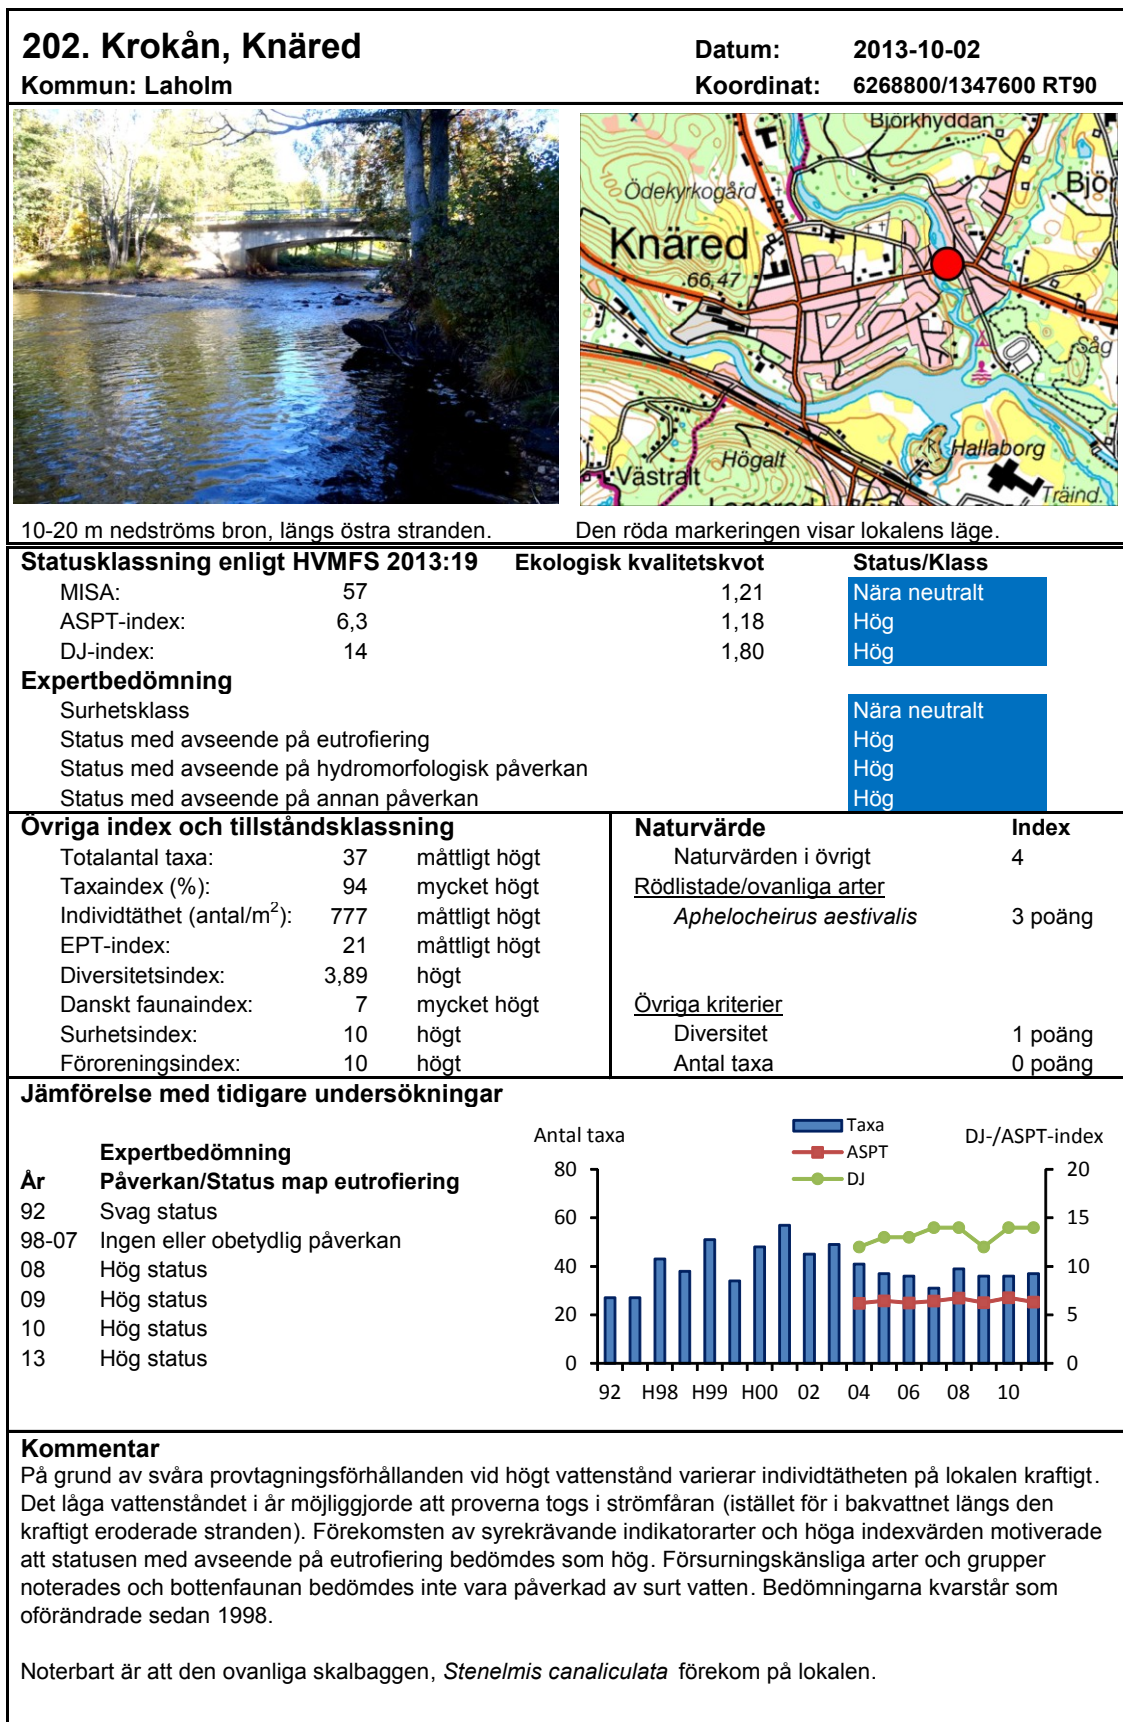 202. Krokån, Knäred
Datum: 2013-10-02
Kommun: Laholm
Koordinat: 6268800/1347600 RT90
Björkhyddan
Ödekyrkogård
Björ
Knäred
66,47
Såg
Hallaborg
Högalt
Västralt
Träind.
10-20 m nedströms bron, längs östra stranden.
Den röda markeringen visar lokalens läge.
Statusklassning enligt HVMFS 2013:19 Ekologisk kvalitetskvot Status/Klass
MISA: 57 1,21 Nära neutralt
ASPT-index: 6,3 1,18 Hög
DJ-index: 14 1,80 Hög
Expertbedömning
Surhetsklass Nära neutralt
Status med avseende på eutrofiering Hög
Status med avseende på hydromorfologisk påverkan Hög
Status med avseende på annan påverkan Hög
Övriga index och tillståndsklassning
Totalantal taxa: 37 måttligt högt
Taxaindex (%): 94 mycket högt
Individtäthet (antal/m²): 777 måttligt högt
EPT-index: 21 måttligt högt
Diversitetsindex: 3,89 högt
Danskt faunaindex: 7 mycket högt
Surhetsindex: 10 högt
Föroreningsindex: 10 högt
Naturvärde Index
Naturvärden i övrigt 4
Rödlistade/ovanliga arter
Aphelocheirus aestivalis 3 poäng
Övriga kriterier
Diversitet 1 poäng
Antal taxa 0 poäng
Jämförelse med tidigare undersökningar
Expertbedömning
År Påverkan/Status map eutrofiering
92 Svag status
98-07 Ingen eller obetydlig påverkan
08 Hög status
09 Hög status
10 Hög status
13 Hög status
Antal taxa
Taxa
ASPT
DJ
DJ-/ASPT-index
80
60
40
20
0
20
15
10
5
0
92 H98 H99 H00 02 04 06 08 10
Kommentar
På grund av svåra provtagningsförhållanden vid högt vattenstånd varierar individtätheten på lokalen kraftigt.
Det låga vattenståndet i år möjliggjorde att proverna togs i strömfåran (istället för i bakvattnet längs den
kraftigt eroderade stranden). Förekomsten av syrekrävande indikatorarter och höga indexvärden motiverade
att statusen med avseende på eutrofiering bedömdes som hög. Försurningskänsliga arter och grupper
noterades och bottenfaunan bedömdes inte vara påverkad av surt vatten. Bedömningarna kvarstår som
oförändrade sedan 1998.
Noterbart är att den ovanliga skalbaggen, Stenelmis canaliculata förekom på lokalen.